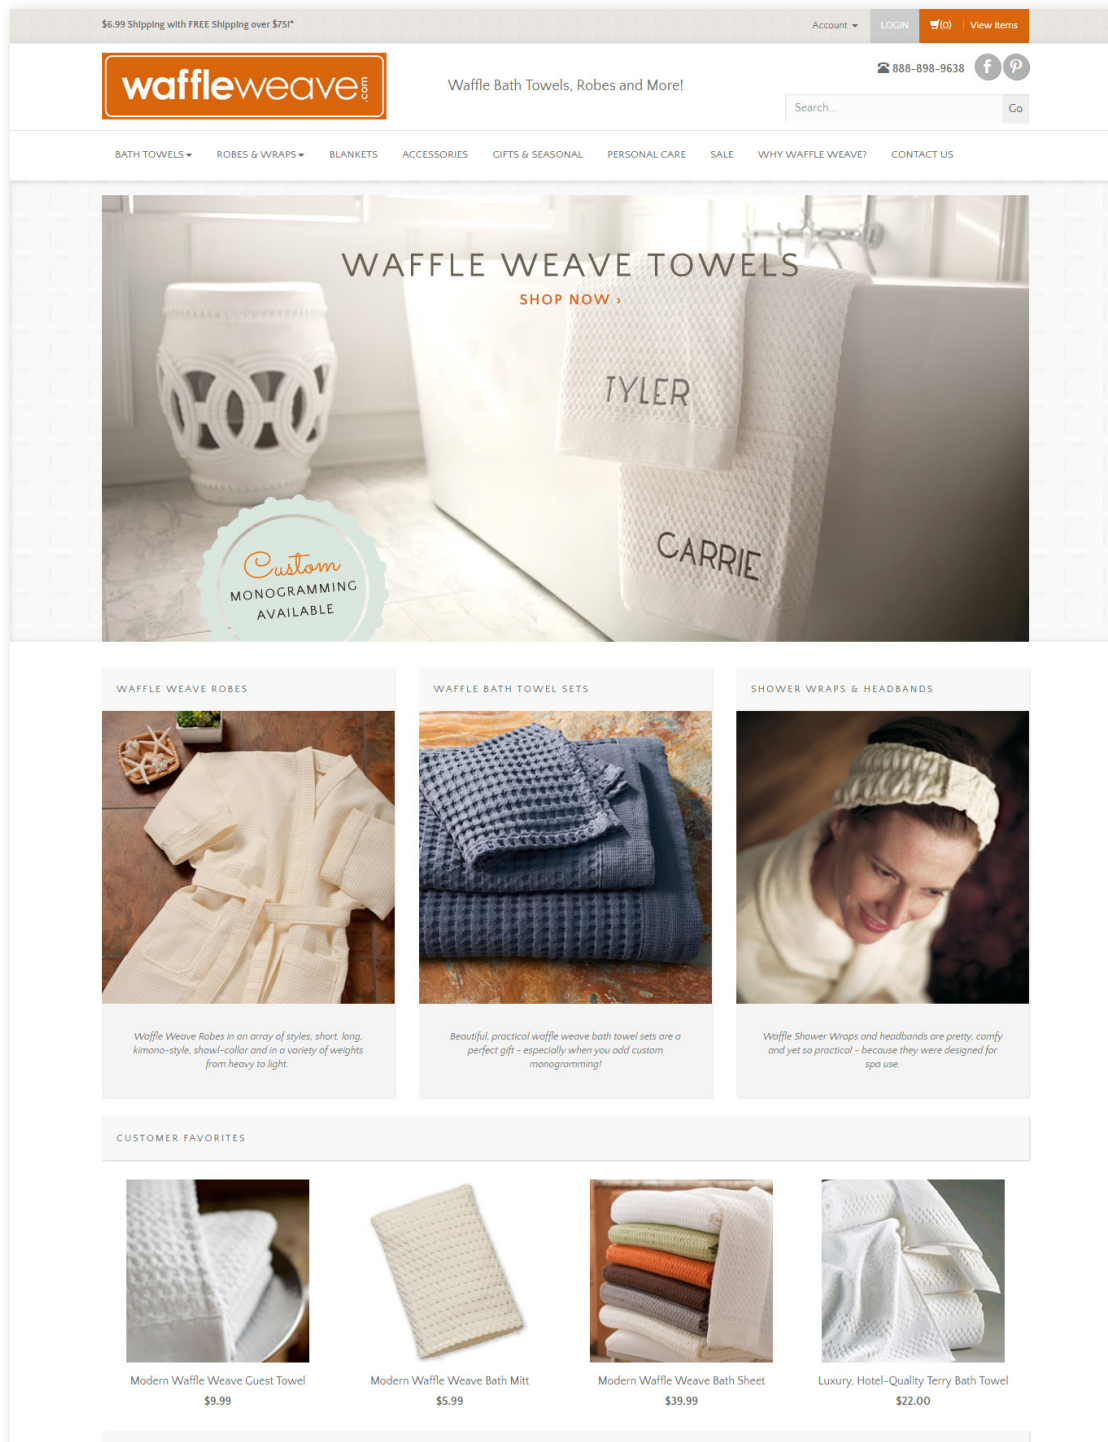 $6.99 Shipping with FREE Shipping over $75!*
Account
LOGIN
(0) | View Items
waffleweave.com
Waffle Bath Towels, Robes and More!
888-898-9638
Search...
Go
BATH TOWELS
ROBES & WRAPS
BLANKETS
ACCESSORIES
GIFTS & SEASONAL
PERSONAL CARE
SALE
WHY WAFFLE WEAVE?
CONTACT US
WAFFLE WEAVE TOWELS
SHOP NOW ›
TYLER
CARRIE
Custom
MONOGRAMMING
AVAILABLE
WAFFLE WEAVE ROBES
Waffle Weave Robes in an array of styles; short, long,
kimono-style, shawl-collar and in a variety of weights
from heavy to light.
WAFFLE BATH TOWEL SETS
Beautiful, practical waffle weave bath towel sets are a
perfect gift - especially when you add custom
monogramming!
SHOWER WRAPS & HEADBANDS
Waffle Shower Wraps and headbands are pretty, comfy
and yet so practical - because they were designed for
spa use.
CUSTOMER FAVORITES
Modern Waffle Weave Guest Towel
$9.99
Modern Waffle Weave Bath Mitt
$5.99
Modern Waffle Weave Bath Sheet
$39.99
Luxury, Hotel-Quality Terry Bath Towel
$22.00